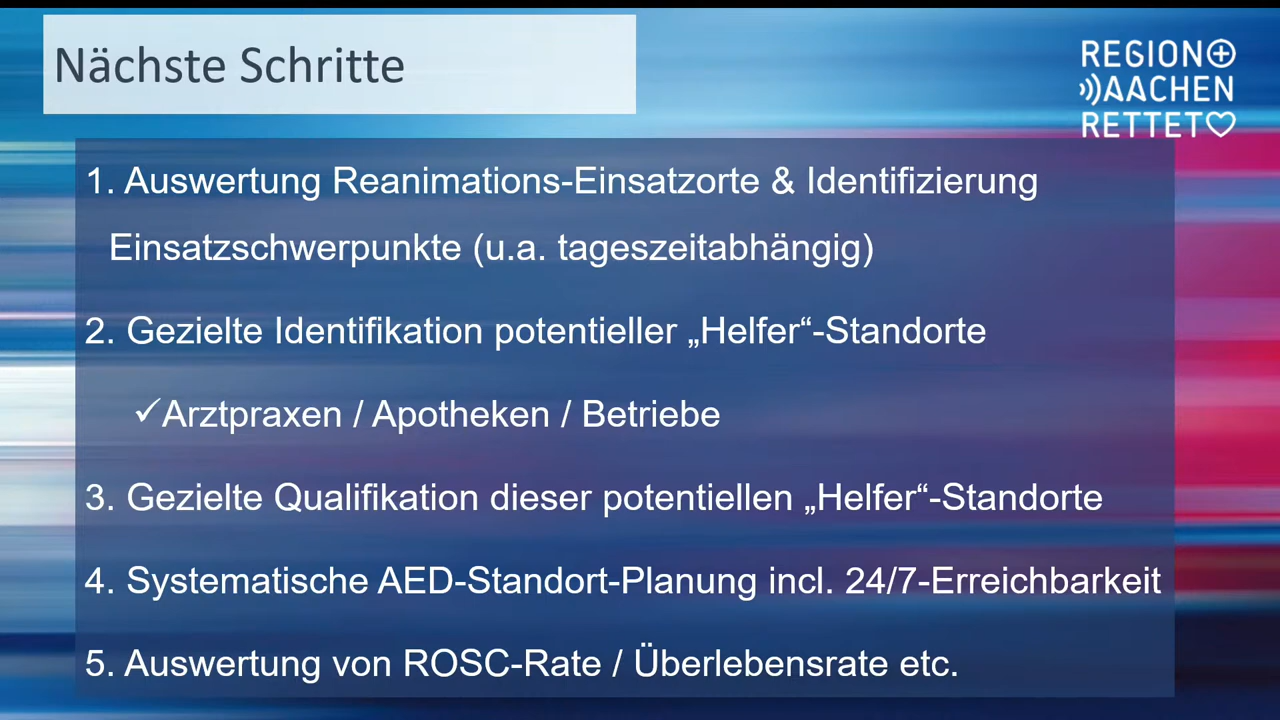 Nächste Schritte
REGION
AACHEN
RETTET
1. Auswertung Reanimations-Einsatzorte & Identifizierung
Einsatzschwerpunkte (u.a. tageszeitabhängig)
2. Gezielte Identifikation potentieller „Helfer“-Standorte
✓Arztpraxen / Apotheken / Betriebe
3. Gezielte Qualifikation dieser potentiellen „Helfer“-Standorte
4. Systematische AED-Standort-Planung incl. 24/7-Erreichbarkeit
5. Auswertung von ROSC-Rate / Überlebensrate etc.